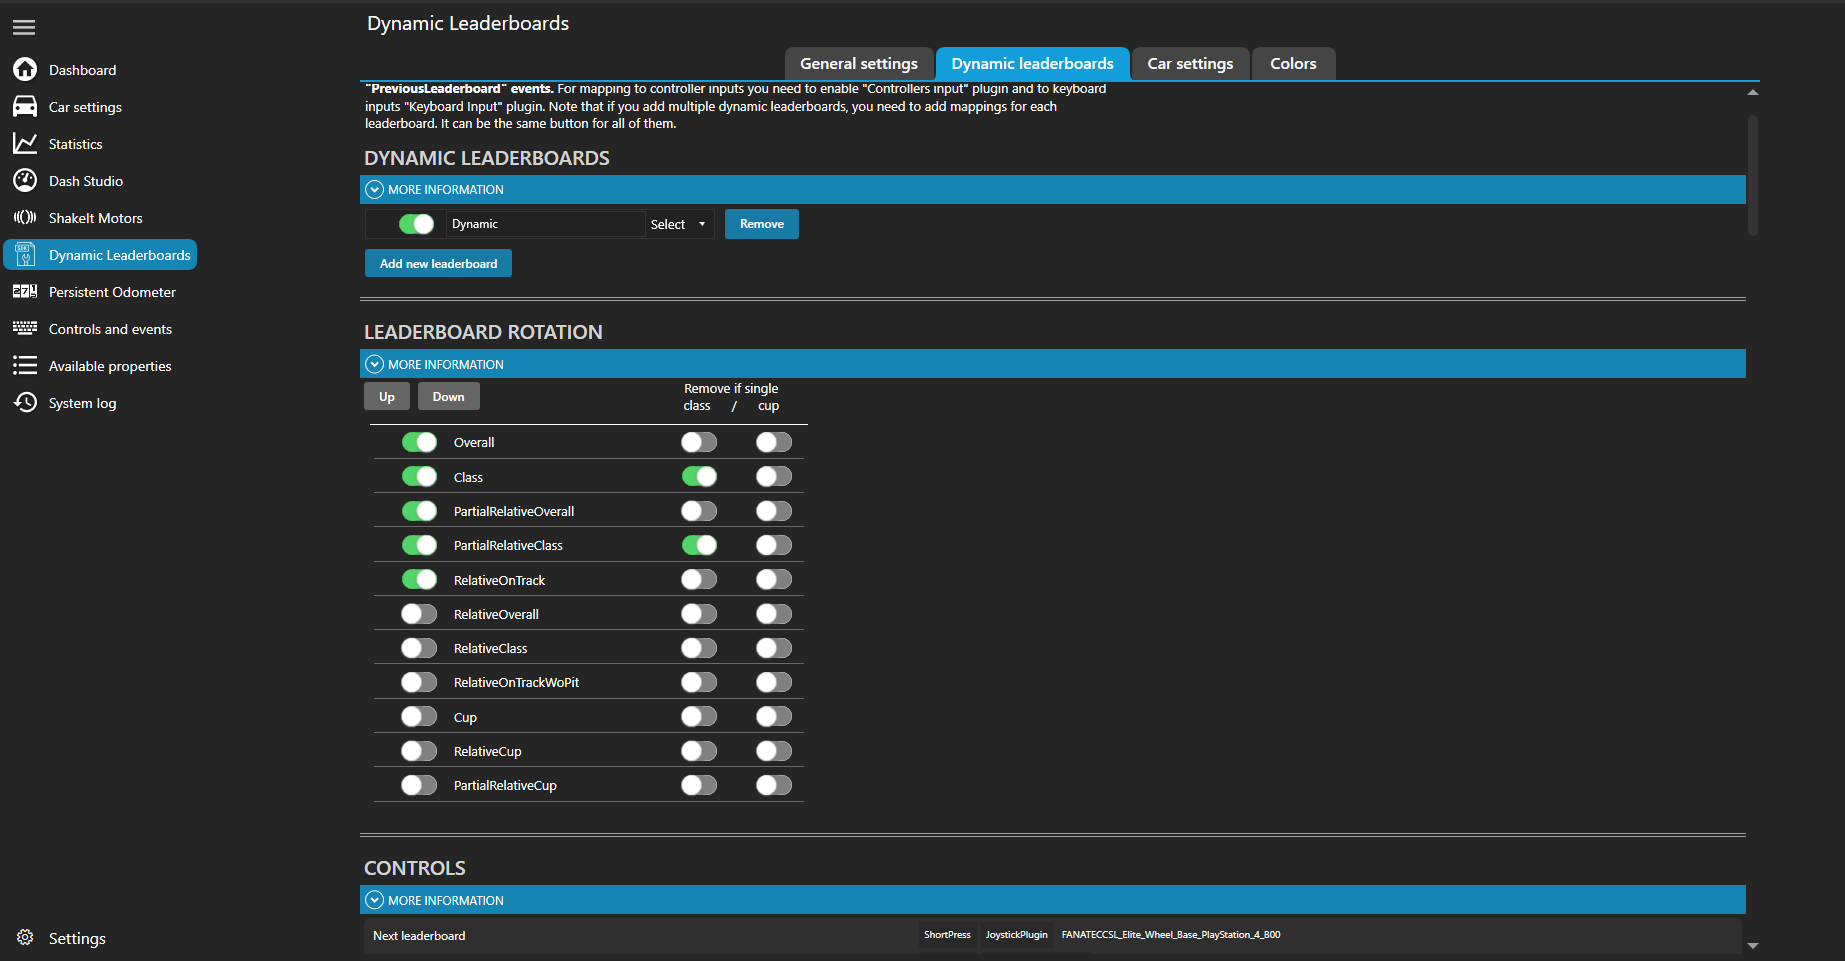 Dynamic Leaderboards
General settings
Dynamic leaderboards
Car settings
Colors
Dashboard
Car settings
Statistics
Dash Studio
ShakeIt Motors
Dynamic Leaderboards
Persistent Odometer
Controls and events
Available properties
System log
Settings
"PreviousLeaderboard" events. For mapping to controller inputs you need to enable "Controllers input" plugin and to keyboard
inputs "Keyboard Input" plugin. Note that if you add multiple dynamic leaderboards, you need to add mappings for each
leaderboard. It can be the same button for all of them.
DYNAMIC LEADERBOARDS
MORE INFORMATION
Dynamic Select Remove
Add new leaderboard
LEADERBOARD ROTATION
MORE INFORMATION
Up Down
Remove if single
class / cup
Overall
Class
PartialRelativeOverall
PartialRelativeClass
RelativeOnTrack
RelativeOverall
RelativeClass
RelativeOnTrackWoPit
Cup
RelativeCup
PartialRelativeCup
CONTROLS
MORE INFORMATION
Next leaderboard ShortPress JoystickPlugin FANATECCSL_Elite_Wheel_Base_PlayStation_4_B00